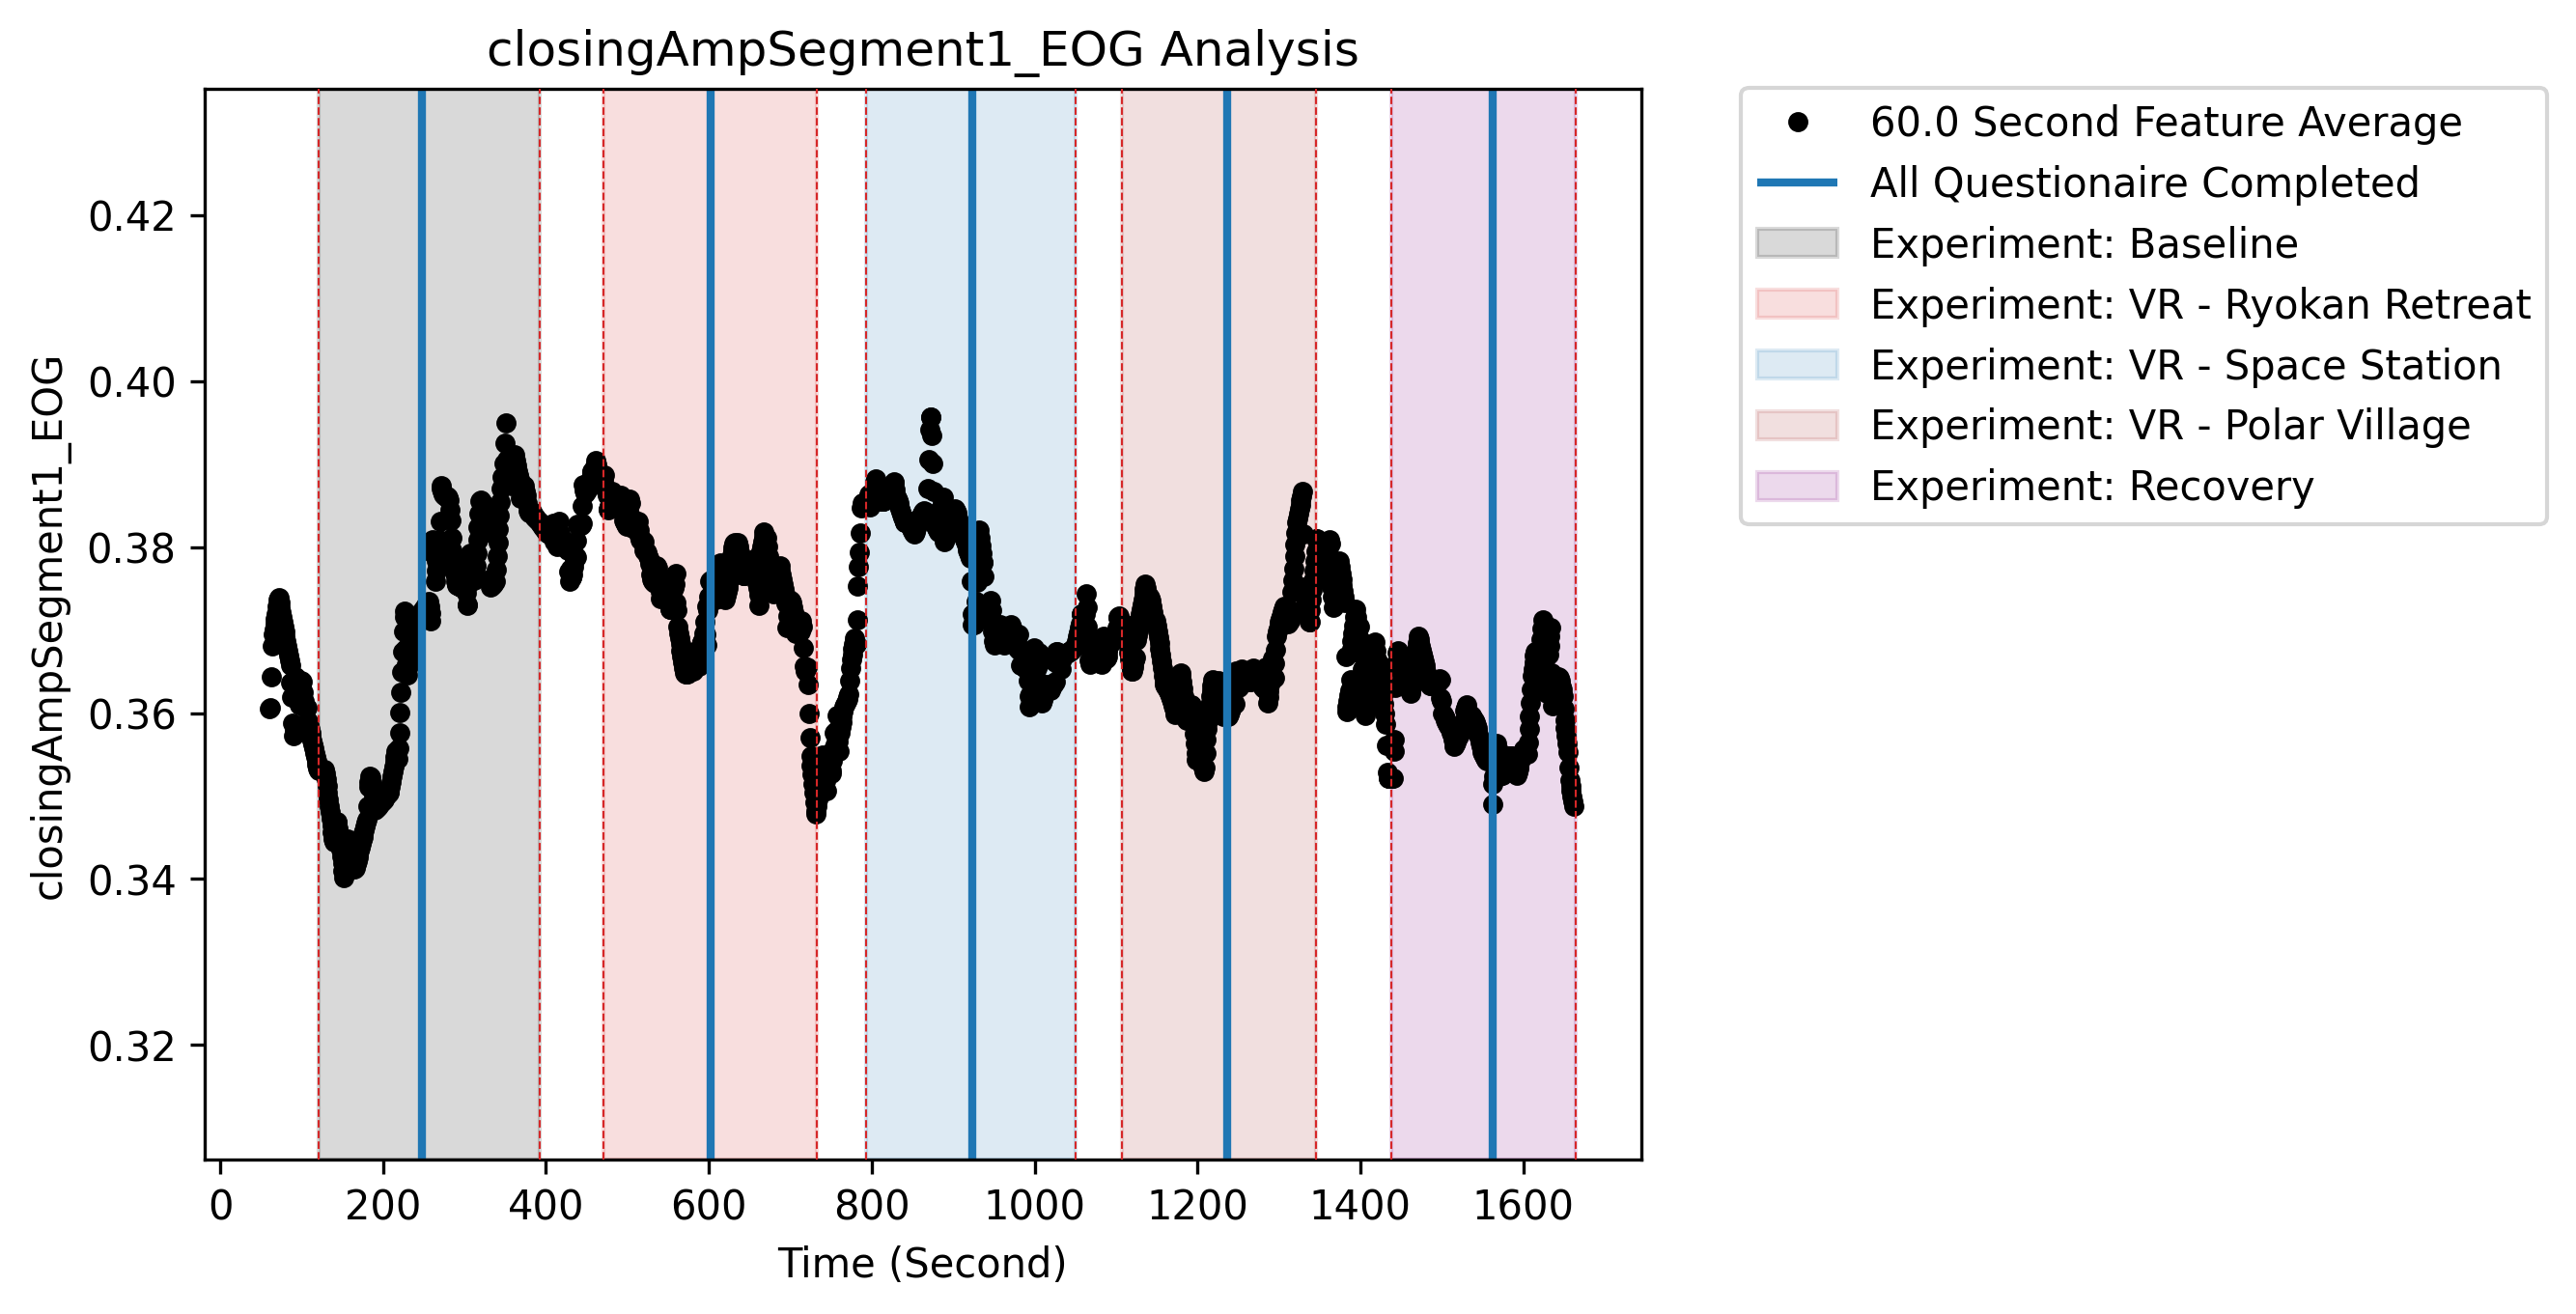 closingAmpSegment1_EOG Analysis
closingAmpSegment1_EOG
0.42
0.40
0.38
0.36
0.34
0.32
0 200 400 600 800 1000 1200 1400 1600
Time (Second)
60.0 Second Feature Average
All Questionaire Completed
Experiment: Baseline
Experiment: VR - Ryokan Retreat
Experiment: VR - Space Station
Experiment: VR - Polar Village
Experiment: Recovery